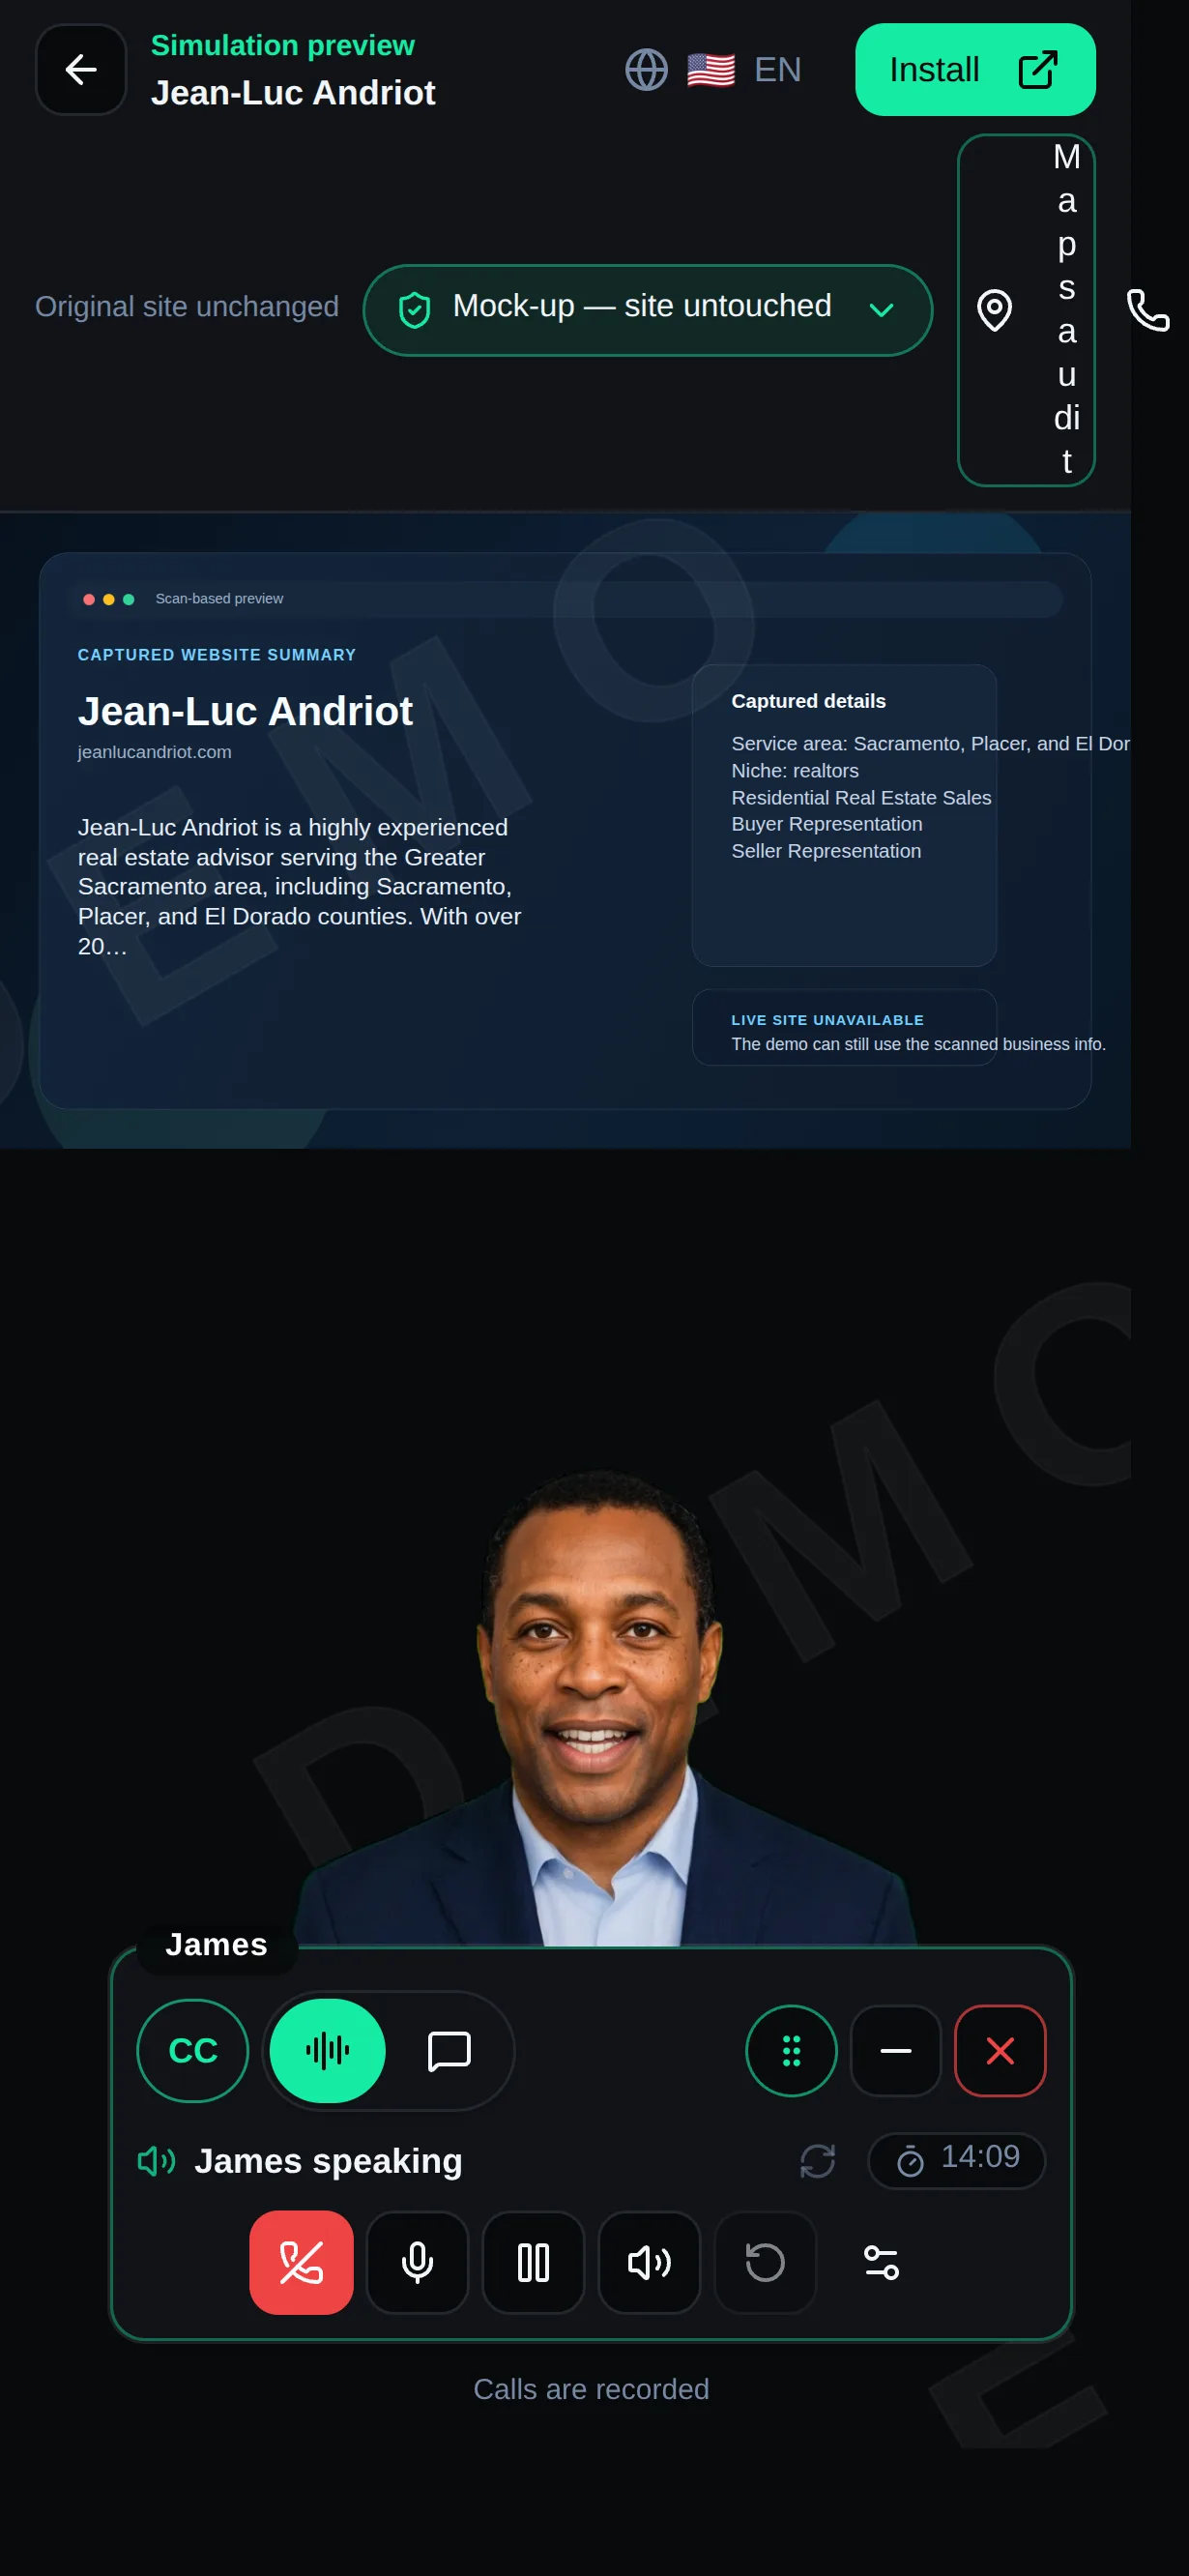 Simulation preview
Jean-Luc Andriot
EN
Install
Original site unchanged
Mock-up — site untouched
Maps audit
Scan-based preview
CAPTURED WEBSITE SUMMARY
Jean-Luc Andriot
jeanlucandriot.com
Jean-Luc Andriot is a highly experienced
real estate advisor serving the Greater
Sacramento area, including Sacramento,
Placer, and El Dorado counties. With over
20…
Captured details
Service area: Sacramento, Placer, and El Dor
Niche: realtors
Residential Real Estate Sales
Buyer Representation
Seller Representation
LIVE SITE UNAVAILABLE
The demo can still use the scanned business info.
DEMO
DEMO
James
CC
James speaking
14:09
Calls are recorded